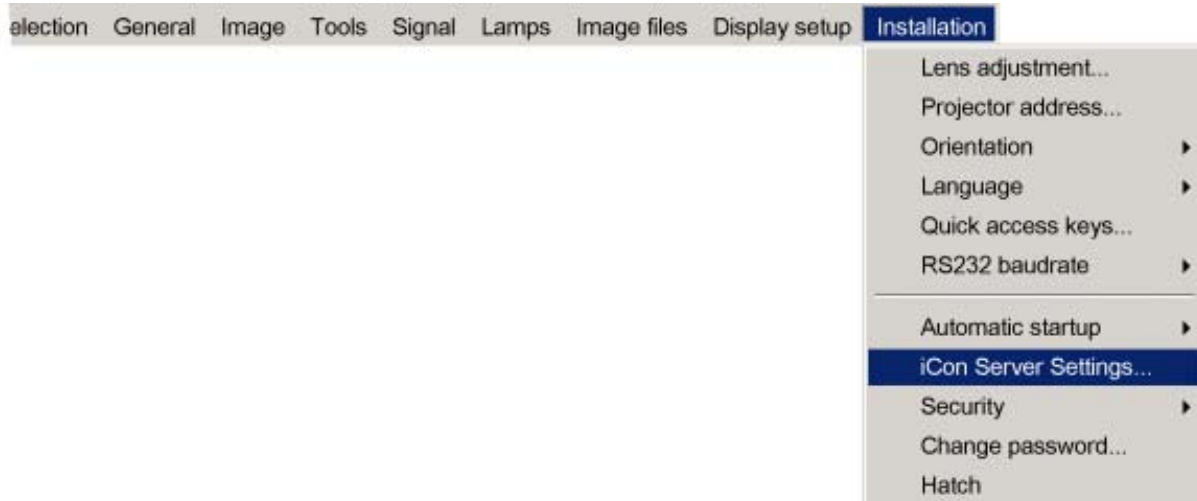 election General Image Tools Signal Lamps Image files Display setup Installation
Lens adjustment...
Projector address...
Orientation
Language
Quick access keys...
RS232 baudrate
Automatic startup
iCon Server Settings...
Security
Change password...
Hatch